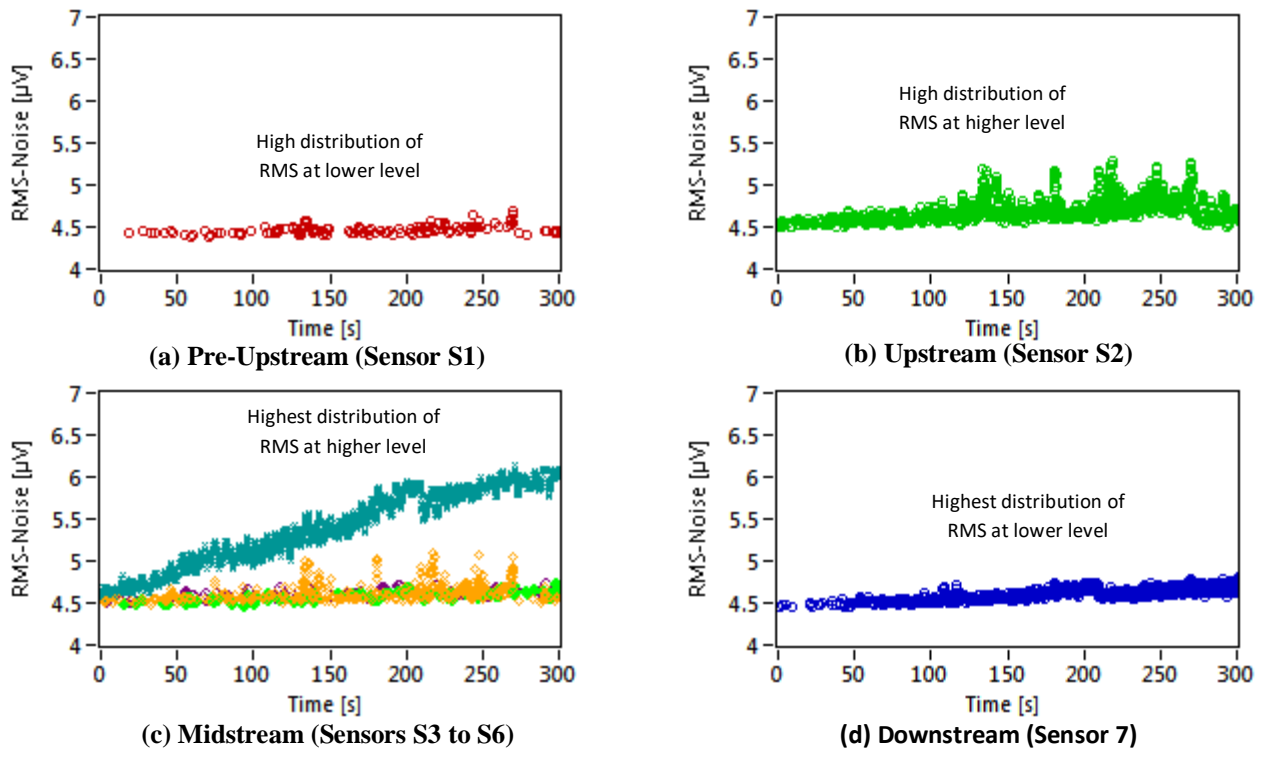 7
6.5
6
5.5
5
4.5
4
RMS-Noise [µV]
High distribution of
RMS at lower level
0 50 100 150 200 250 300
Time [s]
(a) Pre-Upstream (Sensor S1)
7
6.5
6
5.5
5
4.5
4
RMS-Noise [µV]
High distribution of
RMS at higher level
0 50 100 150 200 250 300
Time [s]
(b) Upstream (Sensor S2)
7
6.5
6
5.5
5
4.5
4
RMS-Noise [µV]
Highest distribution of
RMS at higher level
0 50 100 150 200 250 300
Time [s]
(c) Midstream (Sensors S3 to S6)
7
6.5
6
5.5
5
4.5
4
RMS-Noise [µV]
Highest distribution of
RMS at lower level
0 50 100 150 200 250 300
Time [s]
(d) Downstream (Sensor 7)